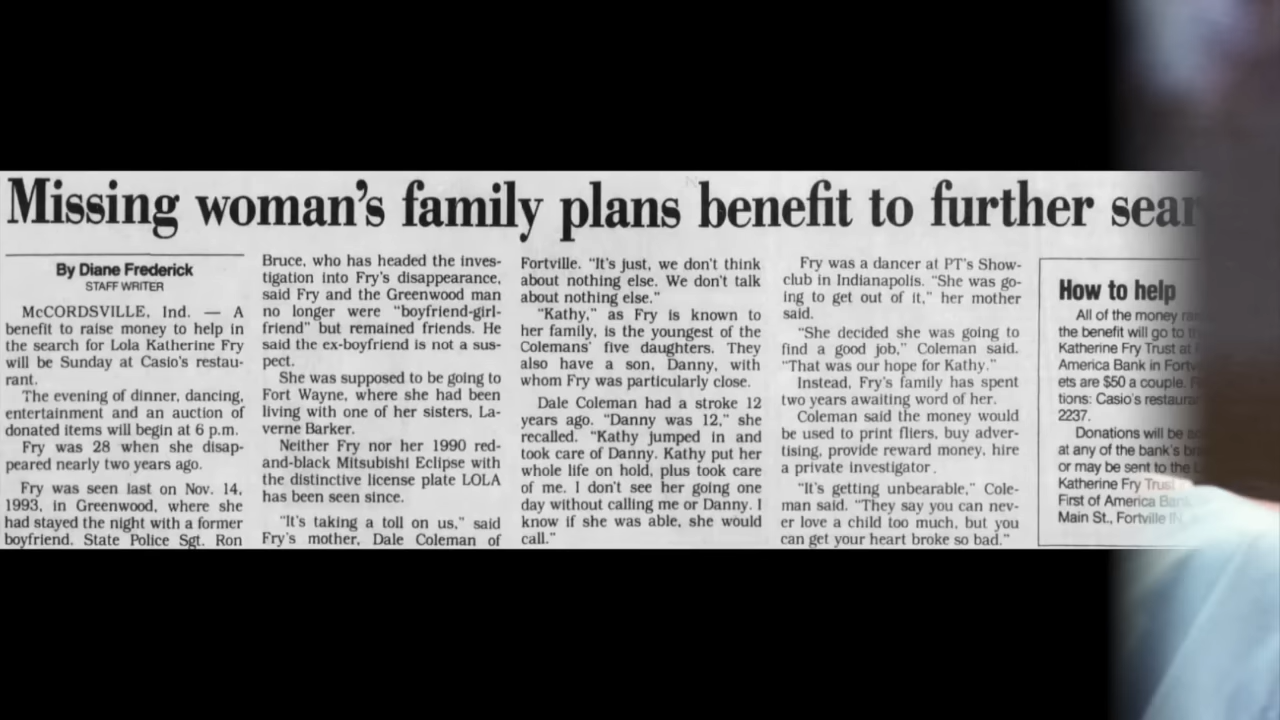 Missing woman's family plans benefit to further
By Diane Frederick
STAFF WRITER
McCORDSVILLE, Ind. — A
benefit to raise money to help in
the search for Lola Katherine Fry
will be Sunday at Casio's restau-
rant.
The evening of dinner, dancing,
entertainment and an auction of
donated items will begin at 6 p.m.
Fry was 28 when she disap-
peared nearly two years ago.
Fry was seen last on Nov. 14,
1993, in Greenwood, where she
had stayed the night with a former
boyfriend. State Police Sgt. Ron
Bruce, who has headed the inves-
tigation into Fry's disappearance,
said Fry and the Greenwood man
no longer were "boyfriend-girl-
friend" but remained friends. He
said the ex-boyfriend is not a sus-
pect.
She was supposed to be going to
Fort Wayne, where she had been
living with one of her sisters, La-
verne Barker.
Neither Fry nor her 1990 red-
and-black Mitsubishi Eclipse with
the distinctive license plate LOLA
has been seen since.
"It's taking a toll on us," said
Fry's mother, Dale Coleman of
Fortville. "It's just, we don't think
about nothing else. We don't talk
about nothing else."
"Kathy," as Fry is known to
her family, is the youngest of the
Colemans' five daughters. They
also have a son, Danny, with
whom Fry was particularly close.
Dale Coleman had a stroke 12
years ago. "Danny was 12," she
recalled. "Kathy jumped in and
took care of Danny. Kathy put her
whole life on hold, plus took care
of me. I don't see her going one
day without calling me or Danny. I
know if she was able, she would
call."
Fry was a dancer at PT's Show-
club in Indianapolis. "She was go-
ing to get out of it," her mother
said.
"She decided she was going to
find a good job," Coleman said.
"That was our hope for Kathy."
Instead, Fry's family has spent
two years awaiting word of her.
Coleman said the money would
be used to print fliers, buy adver-
tising, provide reward money, hire
a private investigator.
"It's getting unbearable," Cole-
man said. "They say you can nev-
er love a child too much, but you
can get your heart broke so bad."
How to help
All of the money
the benefit will go to
Katherine Fry Trust at
America Bank in
ets are $50 a couple.
tions: Casio's
2237.
Donations will be
at any of the bank's
or may be sent to the
Katherine Fry Trust
First of America Bank
Main St., Fortville